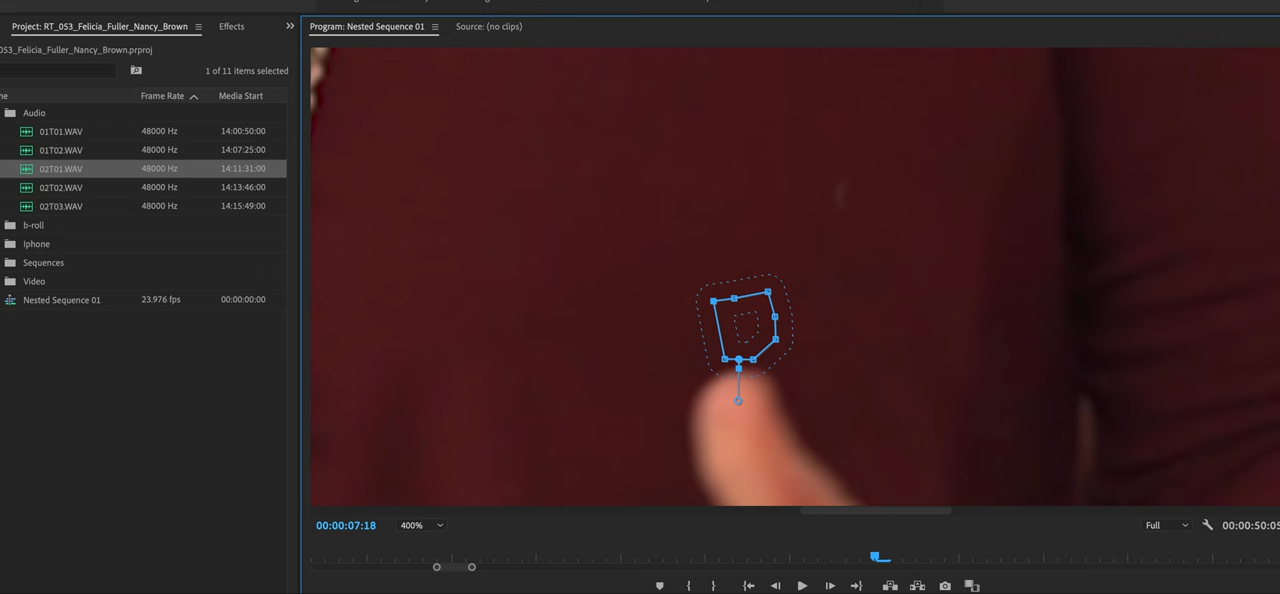 Project: RT_053_Felicia_Fuller_Nancy_Brown
Effects
Program: Nested Sequence 01
Source: (no clips)
053_Felicia_Fuller_Nancy_Brown.prproj
1 of 11 items selected
Frame Rate
Media Start
Audio
01T01.WAV 48000 Hz 14:00:50:00
01T02.WAV 48000 Hz 14:07:25:00
02T01.WAV 48000 Hz 14:11:31:00
02T02.WAV 48000 Hz 14:13:46:00
02T03.WAV 48000 Hz 14:15:49:00
b-roll
Iphone
Sequences
Video
Nested Sequence 01 23.976 fps 00:00:00:00
00:00:07:18
400%
Full
00:00:50:05